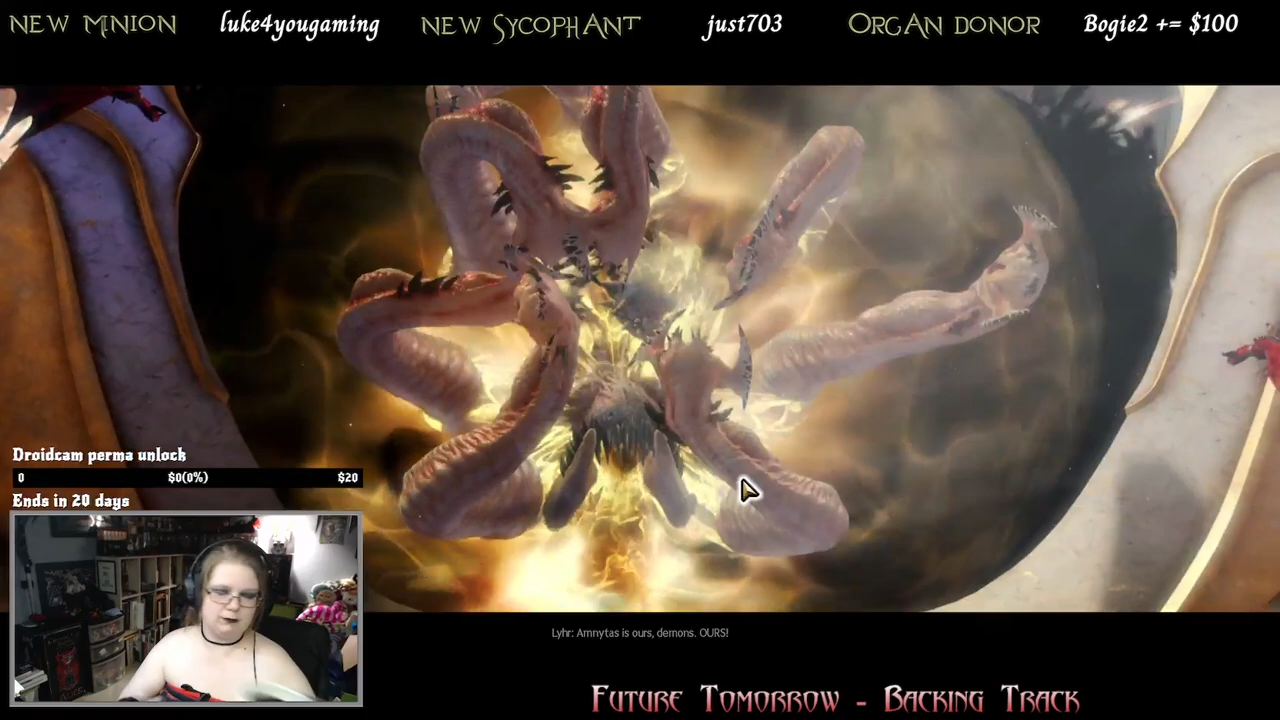 NEW MINION luke4yougaming NEW SYCOPHANT just703 ORGAN DONOR Bogie2 += $100
Droidcam perma unlock
0 $0(0%) $20
Ends in 20 days
Lyhr: Amnytas is ours, demons. OURS!
FUTURE TOMORROW - BACKING TRACK